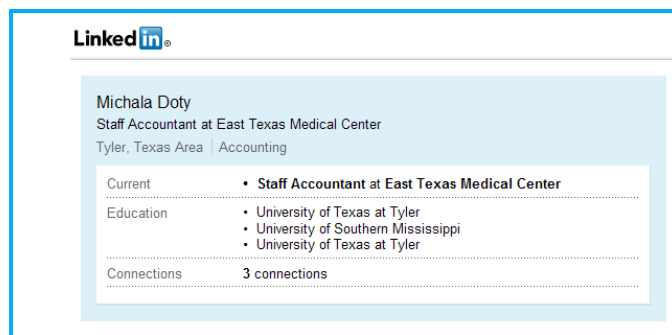 Linked in®
Michala Doty
Staff Accountant at East Texas Medical Center
Tyler, Texas Area | Accounting
Current • Staff Accountant at East Texas Medical Center
Education • University of Texas at Tyler
• University of Southern Mississippi
• University of Texas at Tyler
Connections 3 connections